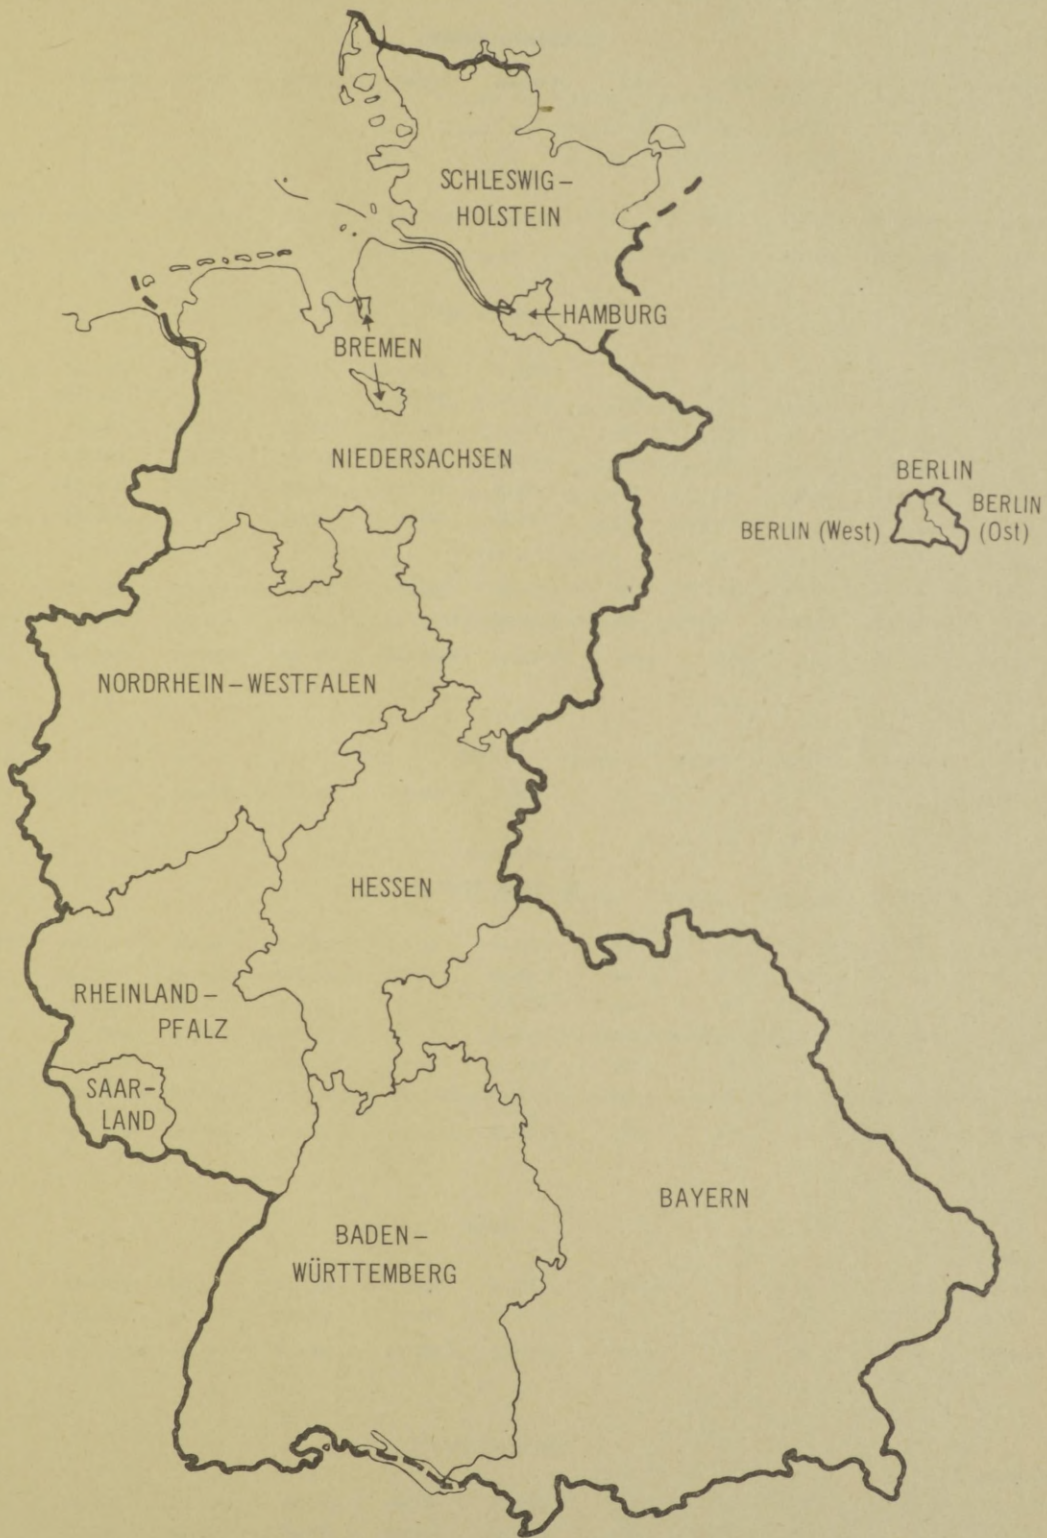 SCHLESWIG–
HOLSTEIN
HAMBURG
BREMEN
NIEDERSACHSEN
BERLIN
BERLIN (West)
BERLIN
(Ost)
NORDRHEIN–WESTFALEN
HESSEN
RHEINLAND–
PFALZ
SAAR–
LAND
BAYERN
BADEN–
WÜRTTEMBERG